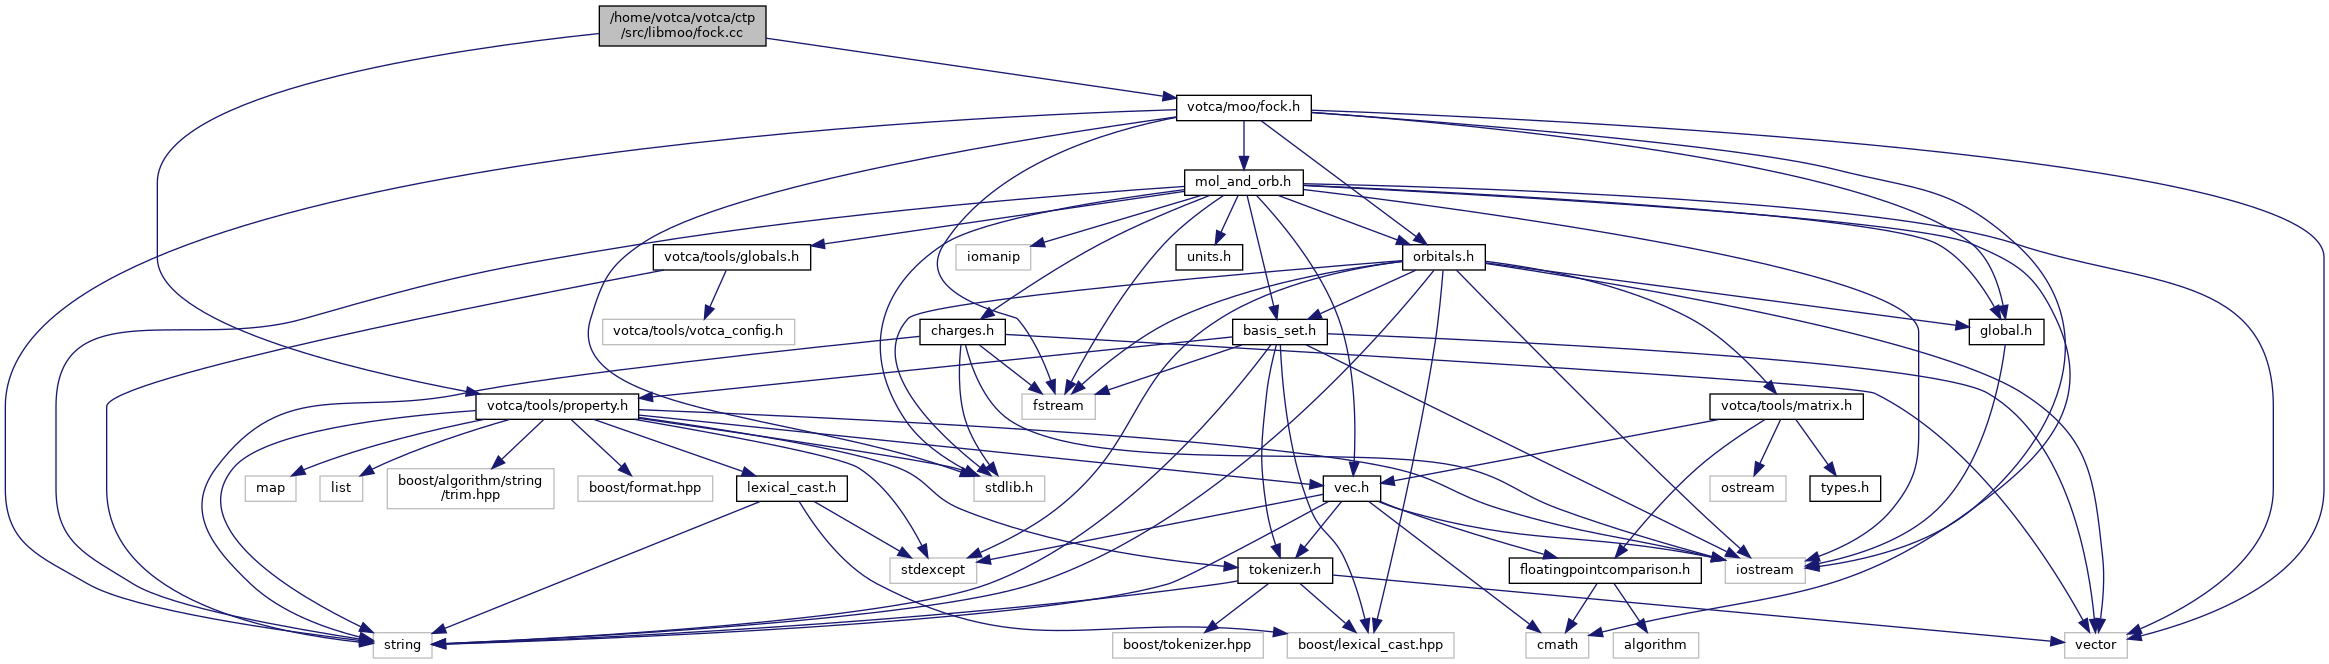 /home/votca/votca/ctp
/src/libmoo/fock.cc
votca/moo/fock.h
mol_and_orb.h
votca/tools/globals.h
iomanip
units.h
orbitals.h
votca/tools/votca_config.h
charges.h
basis_set.h
global.h
votca/tools/property.h
fstream
votca/tools/matrix.h
map
list
boost/algorithm/string
/trim.hpp
boost/format.hpp
lexical_cast.h
stdlib.h
vec.h
ostream
types.h
stdexcept
tokenizer.h
floatingpointcomparison.h
iostream
string
boost/tokenizer.hpp
boost/lexical_cast.hpp
cmath
algorithm
vector